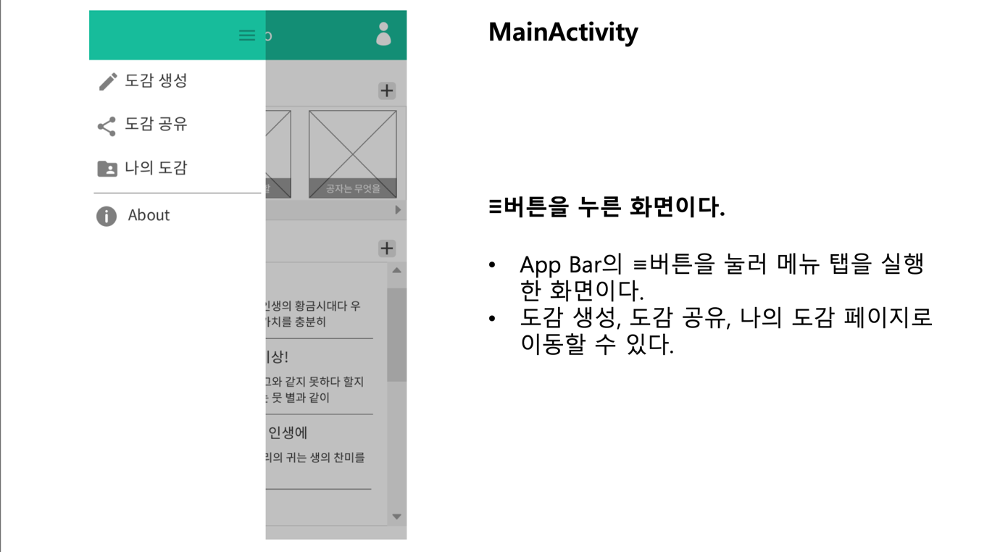 도감 생성
도감 공유
나의 도감
About
공자는 무엇을
인생의 황금시대다 우
가치를 충분히
이상!
그와 같지 못하다 할지
는 뭇 별과 같이
인생에
리의 귀는 생의 찬미를
MainActivity
≡버튼을 누른 화면이다.
• App Bar의 ≡버튼을 눌러 메뉴 탭을 실행
한 화면이다.
• 도감 생성, 도감 공유, 나의 도감 페이지로
이동할 수 있다.